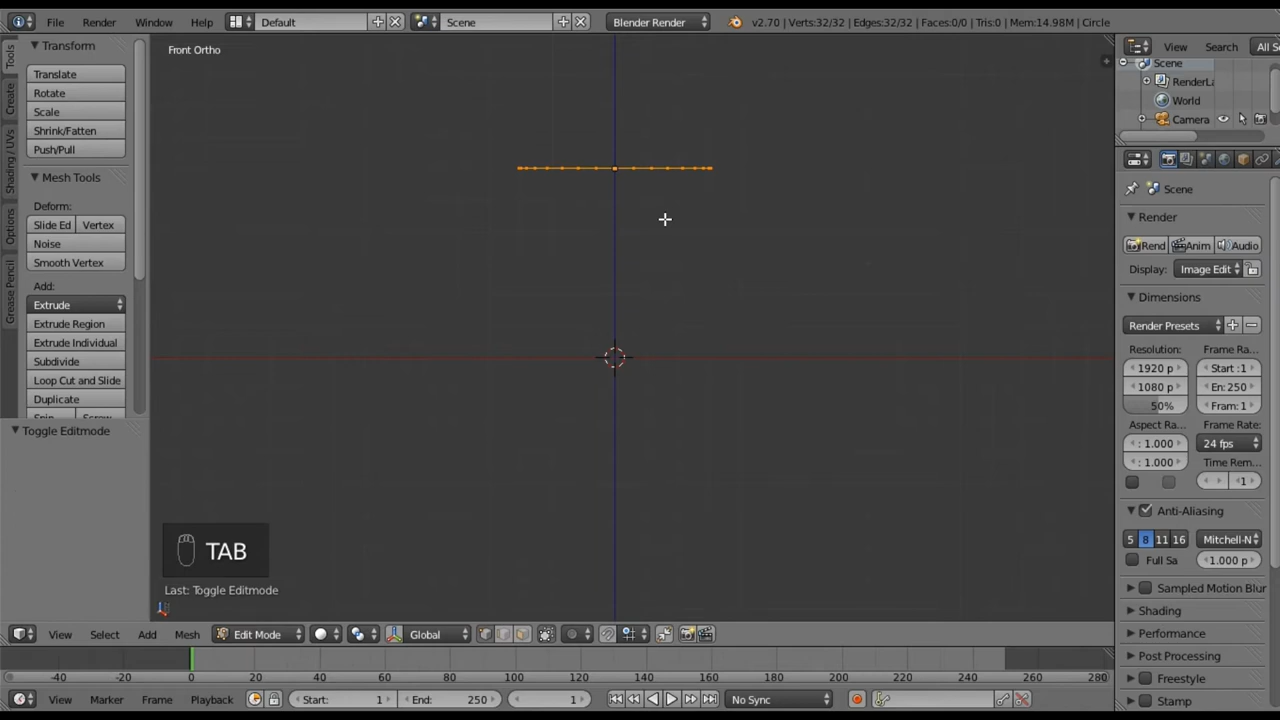 File Render Window Help Default Scene Blender Render v2.70 | Verts:32/32 | Edges:32/32 | Faces:0/0 | Tris:0 | Mem:14.98M | Circle
Tools
Create
Shading / UVs
Options
Grease Pencil
Transform
Translate
Rotate
Scale
Shrink/Fatten
Push/Pull
Mesh Tools
Deform:
Slide Ed Vertex
Noise
Smooth Vertex
Add:
Extrude
Extrude Region
Extrude Individual
Subdivide
Loop Cut and Slide
Duplicate
Toggle Editmode
Front Ortho
TAB
Last: Toggle Editmode
View Search All S
Scene
RenderLa
World
Camera
Scene
Render
Rend Anim Audio
Display: Image Edit
Dimensions
Render Presets
Resolution: Frame Ra...
1920 p Start :1
1080 p En: 250
50% Fram: 1
Aspect Ra... Frame Rate:
: 1.000 24 fps
: 1.000 Time Rem...
1
Anti-Aliasing
5 8 11 16 Mitchell-N
Full Sa 1.000 p
Sampled Motion Blur
Shading
Performance
Post Processing
Freestyle
Stamp
View Select Add Mesh Edit Mode Global
-40 -20 0 20 40 60 80 100 120 140 160 180 200 220 240 260 280
View Marker Frame Playback Start: 1 End: 250 1 No Sync